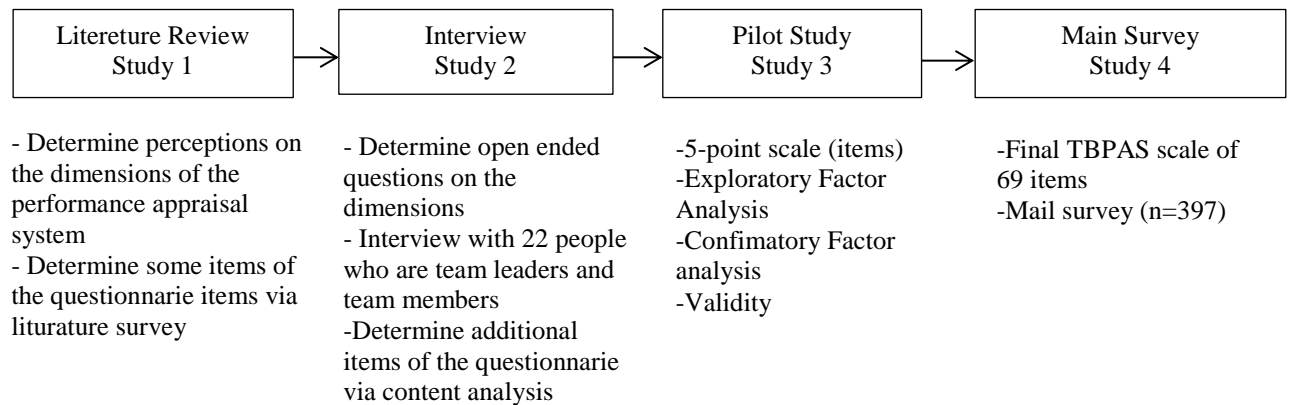 Litereture Review
Study 1
Interview
Study 2
Pilot Study
Study 3
Main Survey
Study 4
- Determine perceptions on
the dimensions of the
performance appraisal
system
- Determine some items of
the questionnarie items via
liturature survey
- Determine open ended
questions on the
dimensions
- Interview with 22 people
who are team leaders and
team members
-Determine additional
items of the questionnarie
via content analysis
-5-point scale (items)
-Exploratory Factor
Analysis
-Confimatory Factor
analysis
-Validity
-Final TBPAS scale of
69 items
-Mail survey (n=397)